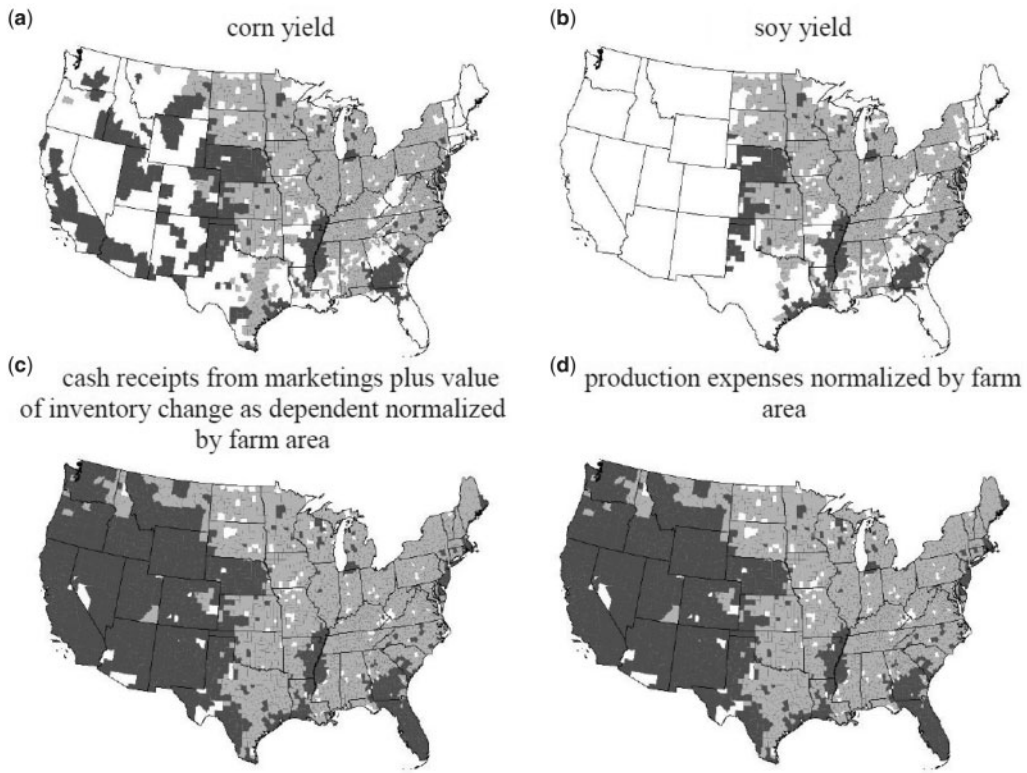 (a)
corn yield
(b)
soy yield
(c)
cash receipts from marketings plus value
of inventory change as dependent normalized
by farm area
(d)
production expenses normalized by farm
area